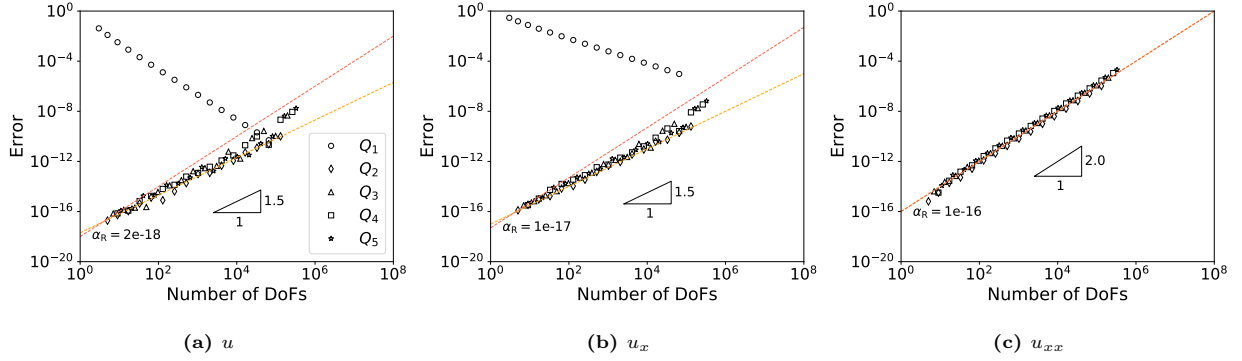 10^0
10^-4
10^-8
10^-12
10^-16
10^-20
Error
10^0 10^2 10^4 10^6 10^8
Number of DoFs
α_R = 2e-18
1.5
1
Q_1
Q_2
Q_3
Q_4
Q_5
(a) u
10^0
10^-4
10^-8
10^-12
10^-16
10^-20
Error
10^0 10^2 10^4 10^6 10^8
Number of DoFs
α_R = 1e-17
1.5
1
(b) u_x
10^0
10^-4
10^-8
10^-12
10^-16
10^-20
Error
10^0 10^2 10^4 10^6 10^8
Number of DoFs
α_R = 1e-16
2.0
1
(c) u_xx